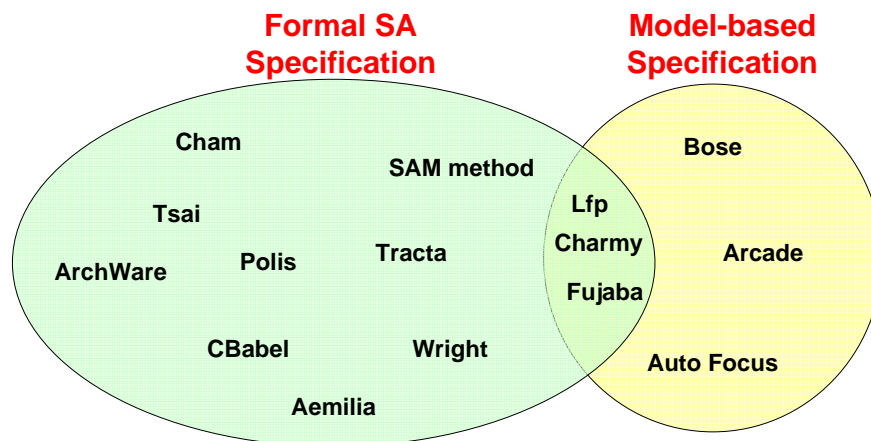 Formal SA
Specification
Model-based
Specification
Cham
SAM method
Bose
Tsai
Lfp
Charmy
Polis
Tracta
Arcade
ArchWare
Fujaba
CBabel
Wright
Auto Focus
Aemilia